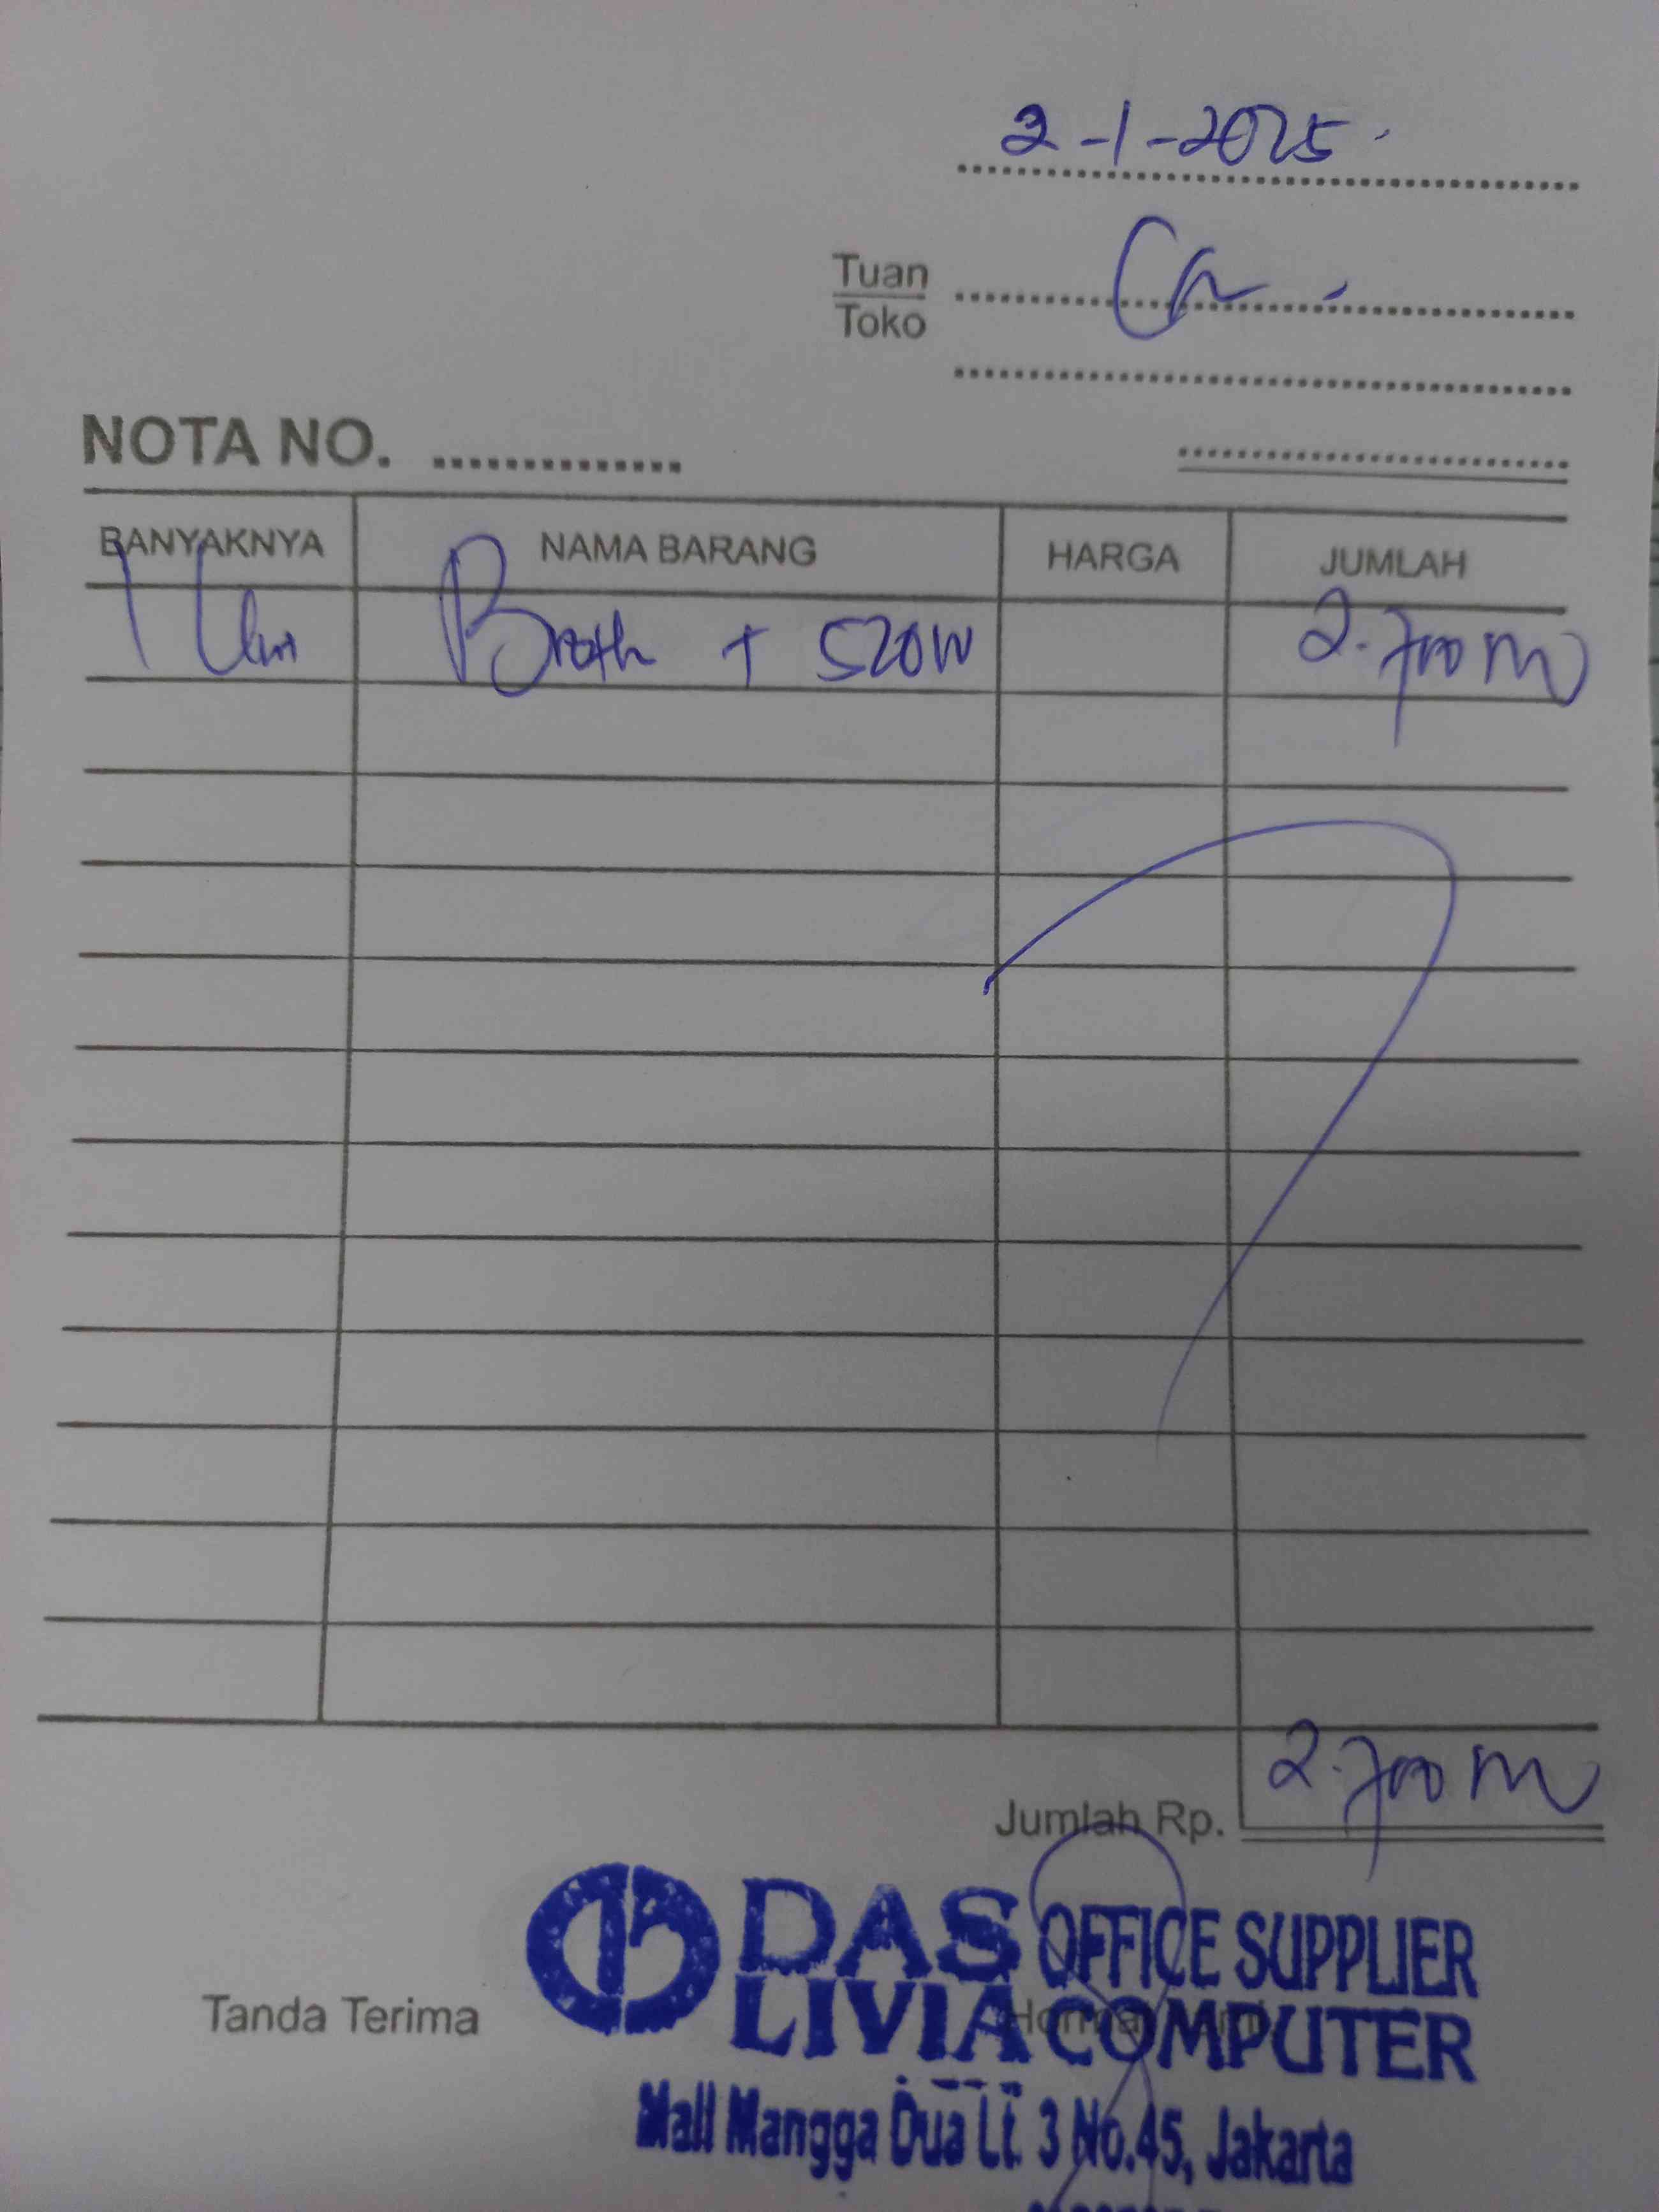 2-1-2025.
Tuan
Toko
NOTA NO.
BANYAKNYA NAMA BARANG HARGA JUMLAH
1 Unit + 520W 2.700
2.700
Jumlah Rp.
DAS OFFICE SUPPLIER
Tanda Terima
LIVIA COMPUTER
Mall Mangga Dua Lt. 3 No.45, Jakarta